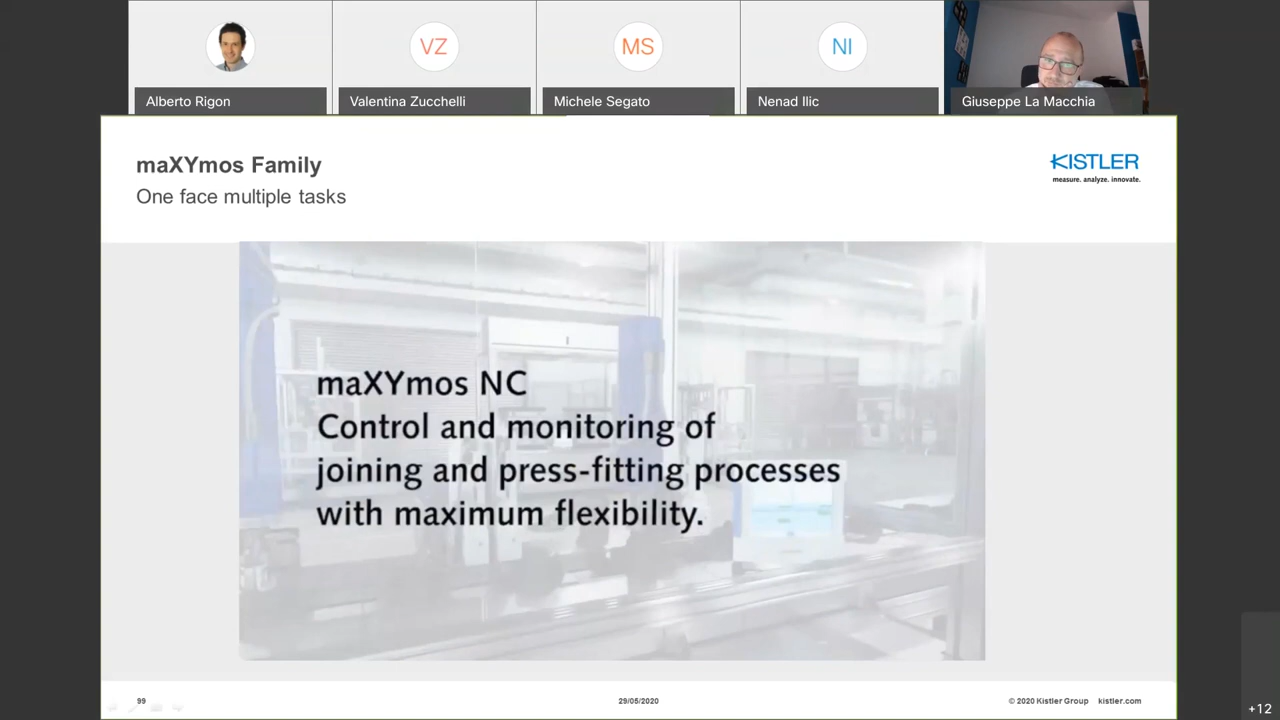 VZ
MS
NI
Alberto Rigon
Valentina Zucchelli
Michele Segato
Nenad Ilic
Giuseppe La Macchia
maXYmos Family
One face multiple tasks
KISTLER
measure. analyze. innovate.
maXYmos NC
Control and monitoring of
joining and press-fitting processes
with maximum flexibility.
99
29/05/2020
© 2020 Kistler Group kistler.com
+12